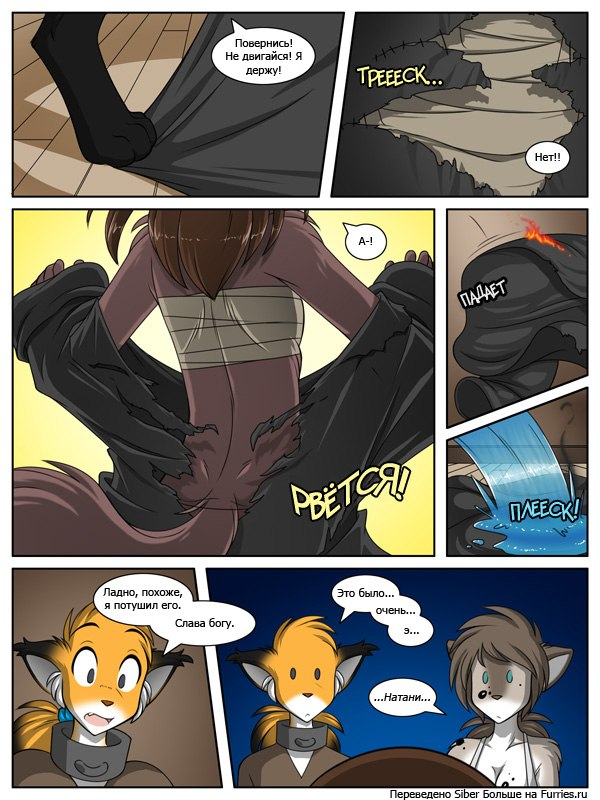 Повернись!
Не двигайся! Я
держу!
ТРЕЕЕСК...
Нет!!
А-!
РВЁТСЯ!
ПАДАЕТ
ПЛЕЕСК!
Ладно, похоже,
я потушил его.
Слава богу.
Это было...
очень...
э...
...Натани...
Переведено Siber Больше на Furries.ru